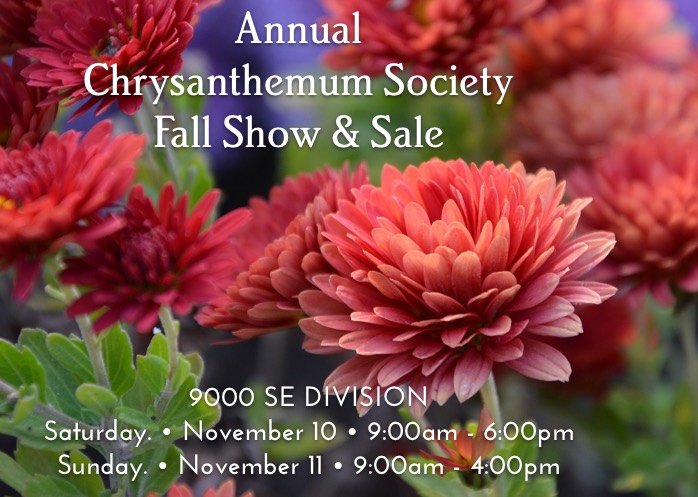 Annual
Chrysanthemum Society
Fall Show & Sale
9000 SE DIVISION
Saturday. • November 10 • 9:00am - 6:00pm
Sunday. • November 11 • 9:00am - 4:00pm